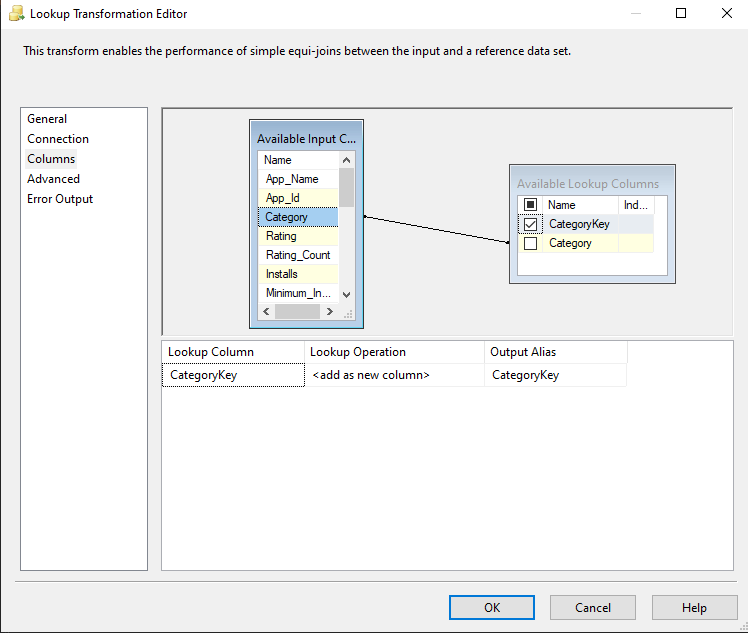 Lookup Transformation Editor
This transform enables the performance of simple equi-joins between the input and a reference data set.
General
Connection
Columns
Advanced
Error Output
Available Input C...
Name
App_Name
App_Id
Category
Rating
Rating_Count
Installs
Minimum_In...
Available Lookup Columns
Name Ind...
CategoryKey
Category
Lookup Column Lookup Operation Output Alias
CategoryKey <add as new column> CategoryKey
OK Cancel Help